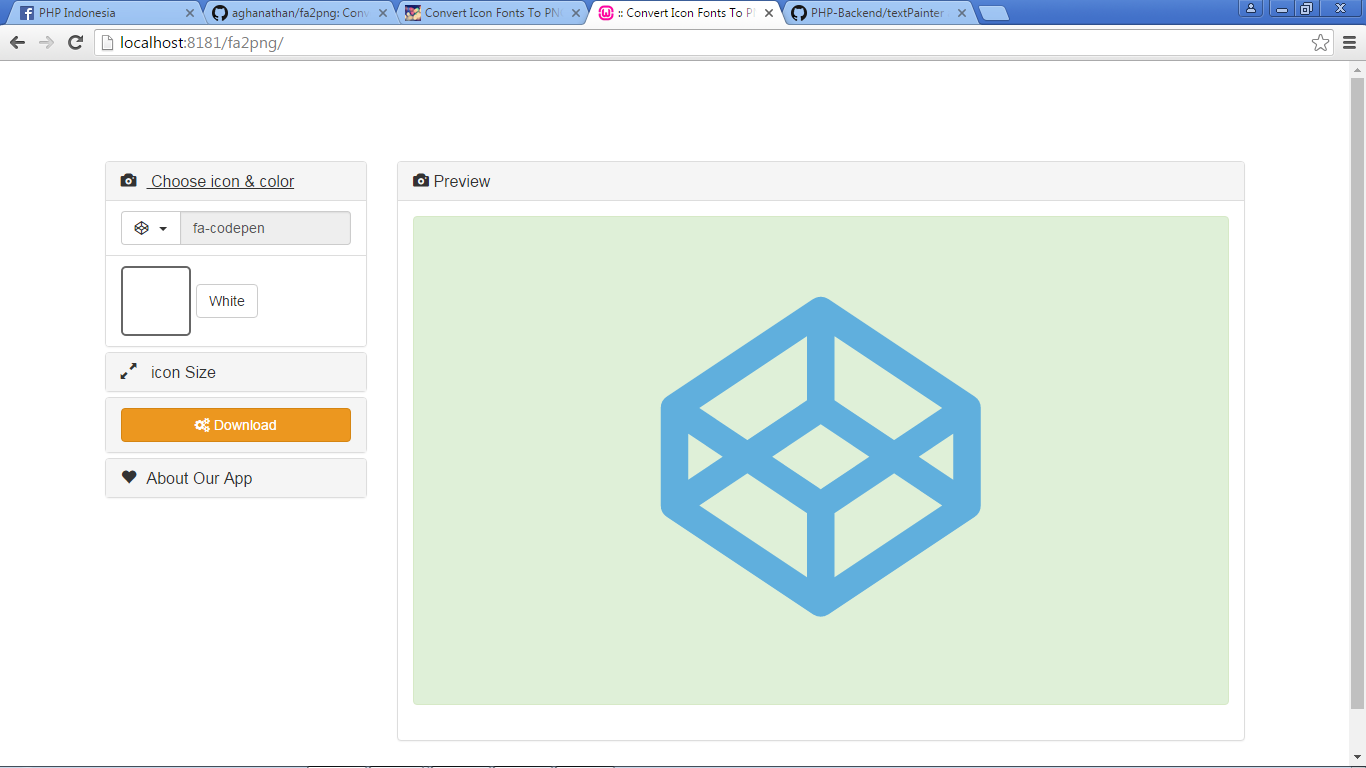 PHP Indonesia
aghanathan/fa2png: Conv
Convert Icon Fonts To PN
:: Convert Icon Fonts To P
PHP-Backend/textPainter
localhost:8181/fa2png/
Choose icon & color
fa-codepen
White
icon Size
Download
About Our App
Preview